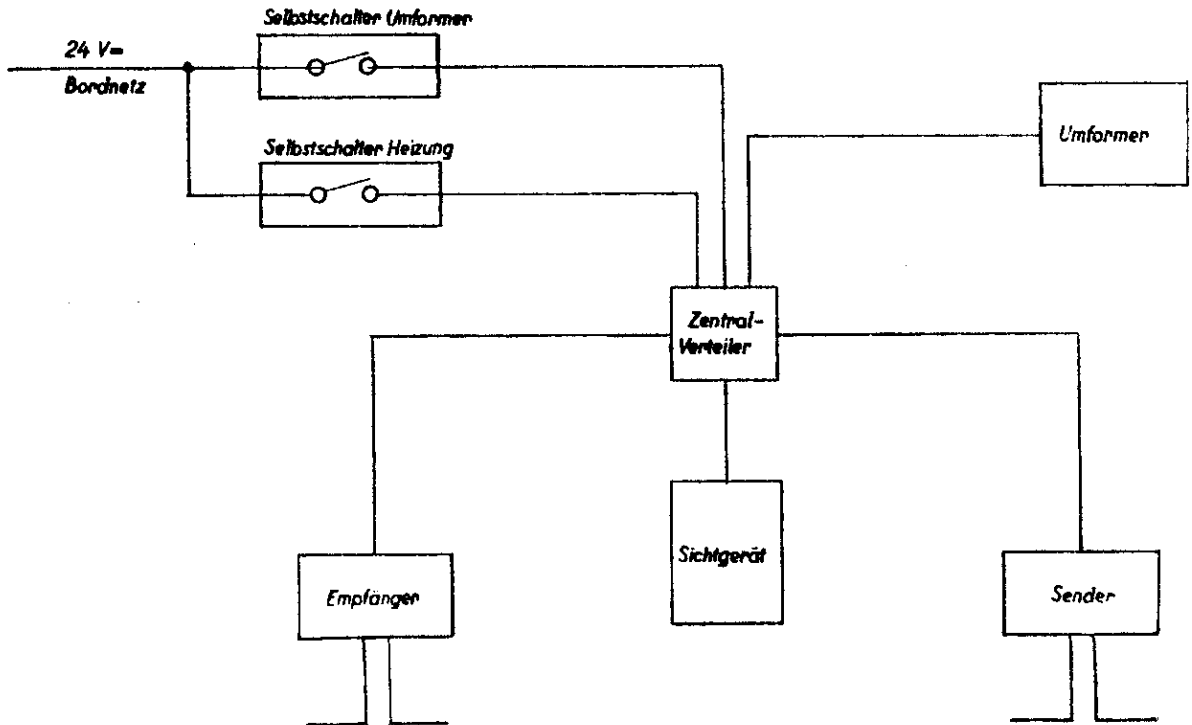 Selbstschalter Umformer
24 V=
Bordnetz
Umformer
Selbstschalter Heizung
Zentral-
Verteiler
Sichtgerät
Empfänger
Sender